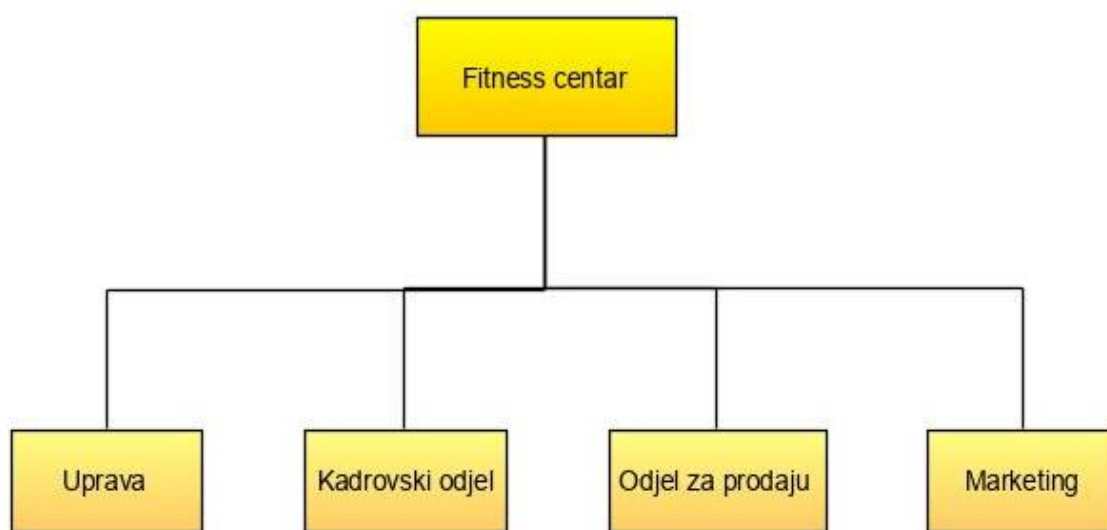 Fitness centar
Uprava
Kadrovski odjel
Odjel za prodaju
Marketing